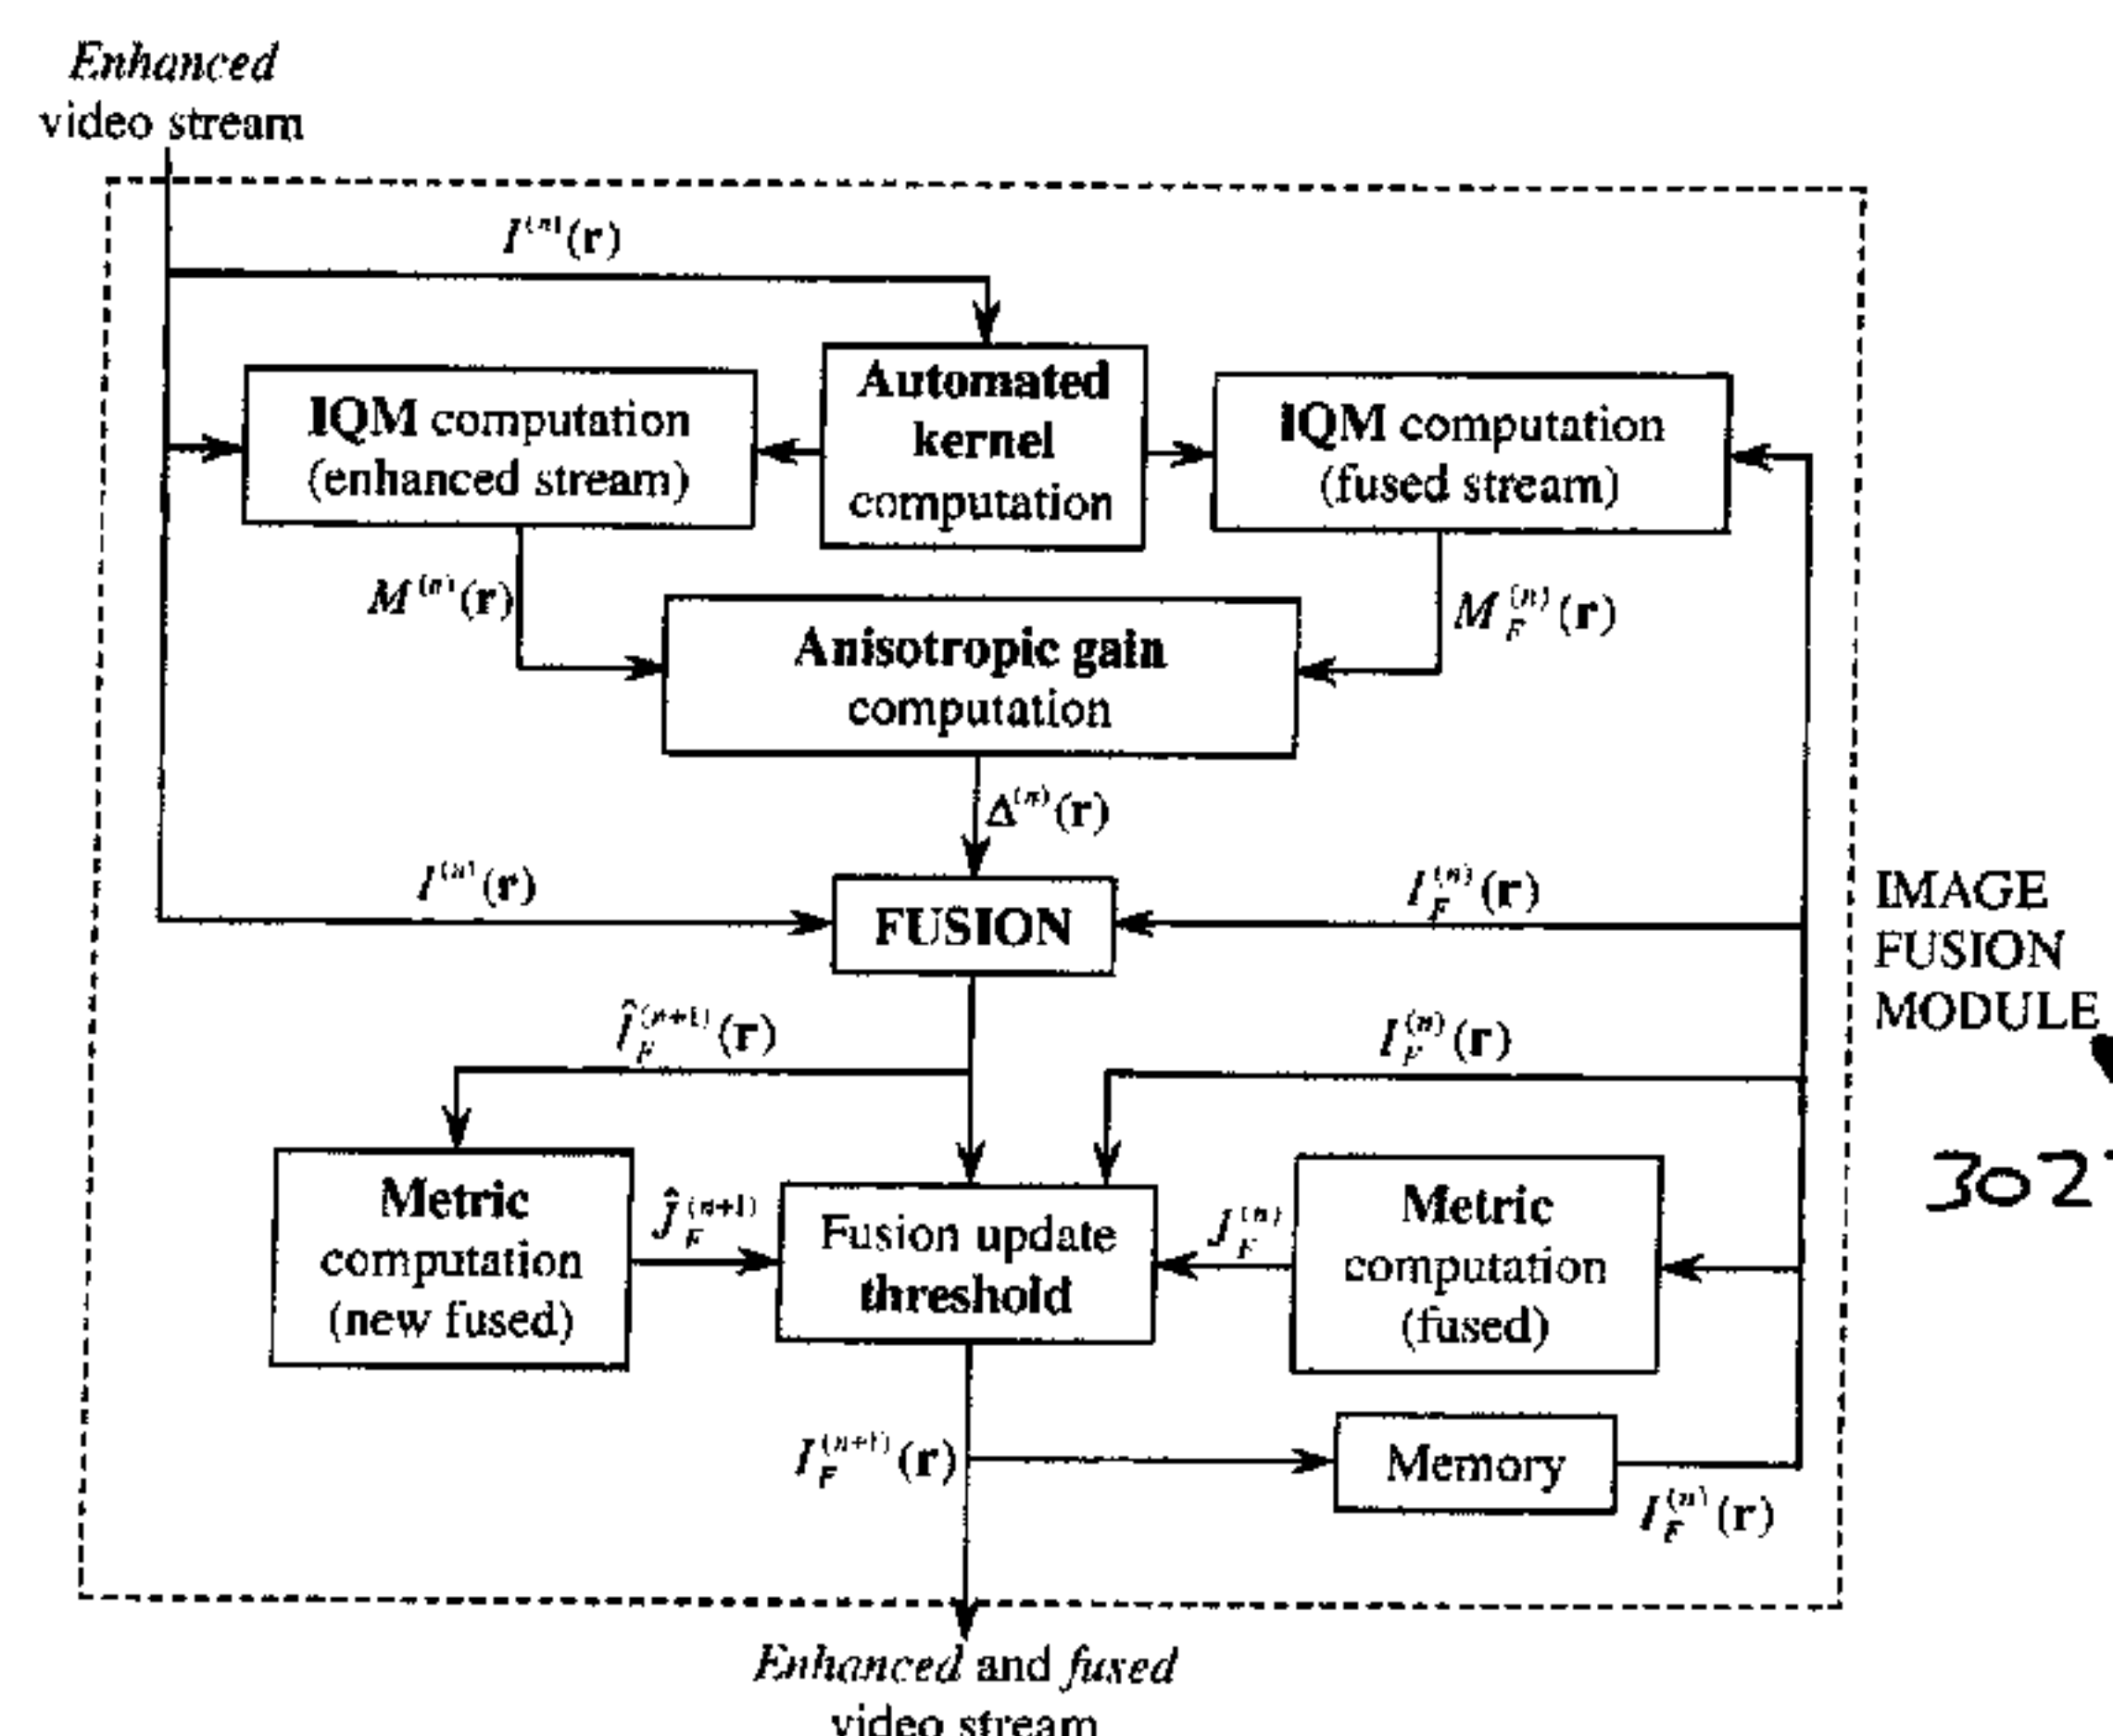 Enhanced
video stream
I⁽ⁿ⁾(r)
IQM computation
(enhanced stream)
Automated
kernel
computation
IQM computation
(fused stream)
M⁽ⁿ⁾(r)
M_F⁽ⁿ⁾(r)
Anisotropic gain
computation
Δ⁽ⁿ⁾(r)
I⁽ⁿ⁾(r)
FUSION
I_F⁽ⁿ⁾(r)
IMAGE
FUSION
MODULE
Î_F⁽ⁿ⁺¹⁾(r)
I_F⁽ⁿ⁾(r)
302
Metric
computation
(new fused)
Ĵ_F⁽ⁿ⁺¹⁾
Fusion update
threshold
J_F⁽ⁿ⁾
Metric
computation
(fused)
I_F⁽ⁿ⁺¹⁾(r)
Memory
I_F⁽ⁿ⁾(r)
Enhanced and fused
video stream